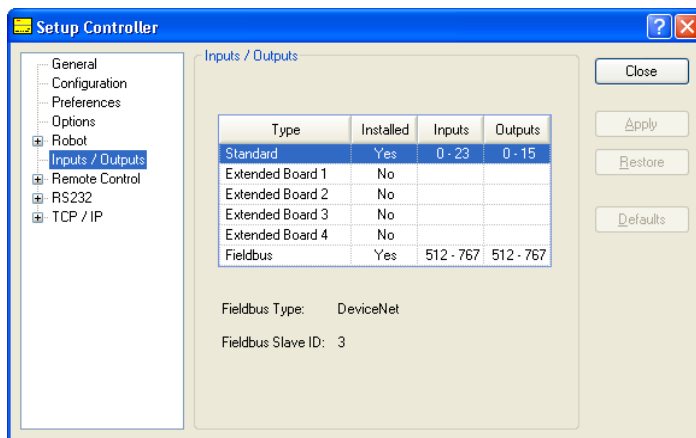 Setup Controller
General
Configuration
Preferences
Options
Robot
Inputs / Outputs
Remote Control
RS232
TCP / IP
Inputs / Outputs
Type Installed Inputs Outputs
Standard Yes 0 - 23 0 - 15
Extended Board 1 No
Extended Board 2 No
Extended Board 3 No
Extended Board 4 No
Fieldbus Yes 512 - 767 512 - 767
Fieldbus Type: DeviceNet
Fieldbus Slave ID: 3
Close
Apply
Restore
Defaults